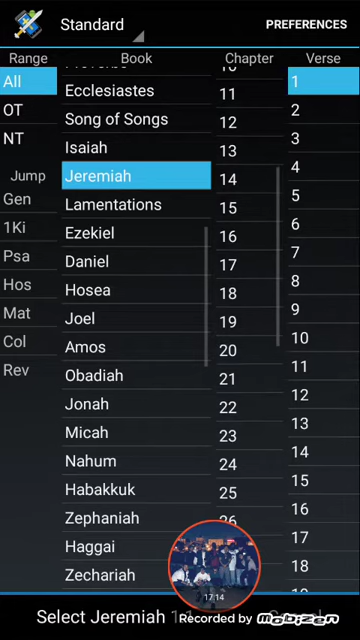 Standard
PREFERENCES
Range
Book
Chapter
Verse
All
OT
NT
Jump
Gen
1Ki
Psa
Hos
Mat
Col
Rev
Ecclesiastes
Song of Songs
Isaiah
Jeremiah
Lamentations
Ezekiel
Daniel
Hosea
Joel
Amos
Obadiah
Jonah
Micah
Nahum
Habakkuk
Zephaniah
Haggai
Zechariah
11
12
13
14
15
16
17
18
19
20
21
22
23
24
25
26
1
2
3
4
5
6
7
8
9
10
11
12
13
14
15
16
17
18
17:14
Select Jeremiah 1:1
Recorded by mobizen